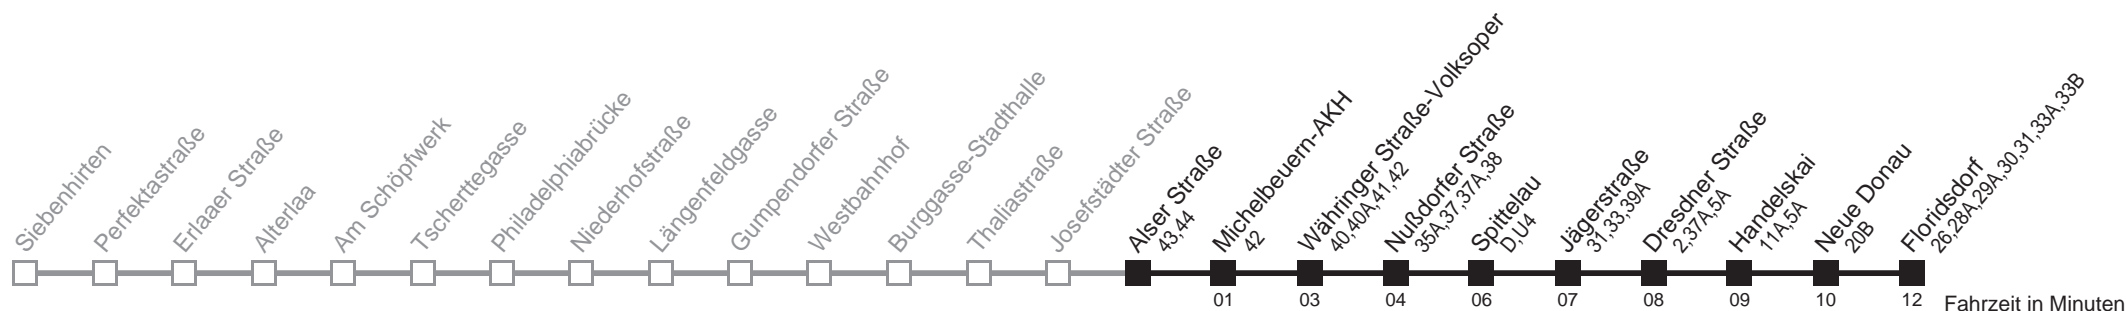 Siebenhirten
Perfektastraße
Erlaaer Straße
Alterlaa
Am Schöpfwerk
Tscherttegasse
Philadelphiabrücke
Niederhofstraße
Längenfeldgasse
Gumpendorfer Straße
Westbahnhof
Burggasse-Stadthalle
Thaliastraße
Josefstädter Straße
Alser Straße
43,44
Michelbeuern-AKH
42
Währinger Straße-Volksoper
40,40A,41,42
Nußdorfer Straße
35A,37,37A,38
Spittelau
D,U4
Jägerstraße
31,33,39A
Dresdner Straße
2,37A,5A
Handelskai
11A,5A
Neue Donau
20B
Floridsdorf
26,28A,29A,30,31,33A,33B
01 03 04 06 07 08 09 10 12 Fahrzeit in Minuten